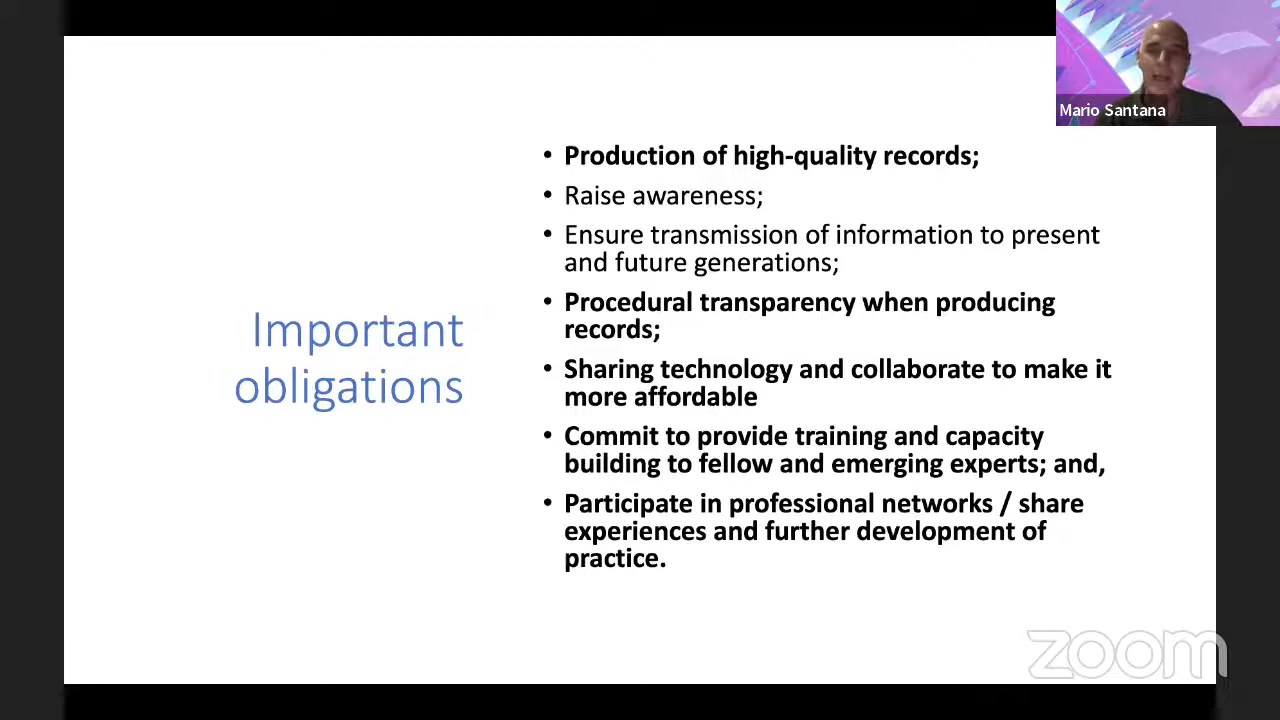 Mario Santana
Important
obligations
• Production of high-quality records;
• Raise awareness;
• Ensure transmission of information to present
and future generations;
• Procedural transparency when producing
records;
• Sharing technology and collaborate to make it
more affordable
• Commit to provide training and capacity
building to fellow and emerging experts; and,
• Participate in professional networks / share
experiences and further development of
practice.
zoom